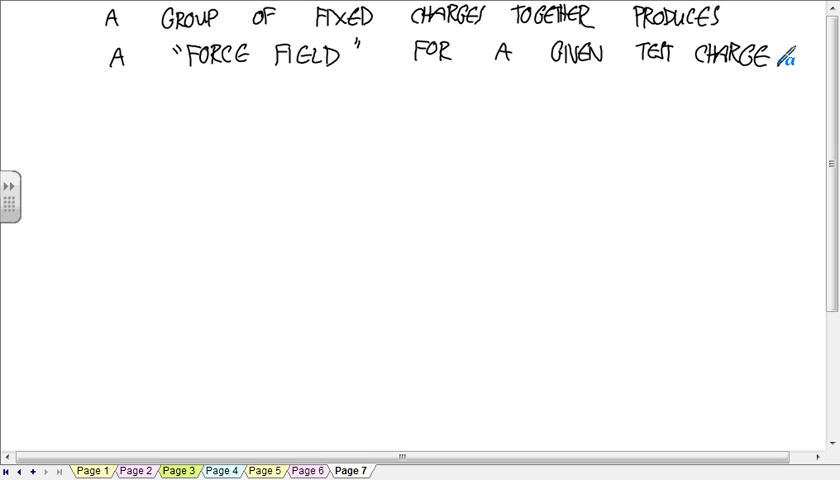 A GROUP OF FIXED CHARGES TOGETHER PRODUCES
A "FORCE FIELD" FOR A GIVEN TEST CHARGE
Page 1 Page 2 Page 3 Page 4 Page 5 Page 6 Page 7